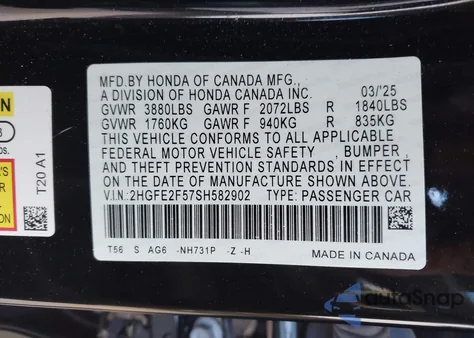 MFD.BY HONDA OF CANADA MFG.,
A DIVISION OF HONDA CANADA INC. 03/'25
GVWR 3880LBS GAWR F 2072LBS R 1840LBS
GVWR 1760KG GAWR F 940KG R 835KG
THIS VEHICLE CONFORMS TO ALL APPLICABLE
FEDERAL MOTOR VEHICLE SAFETY , BUMPER ,
AND THEFT PREVENTION STANDARDS IN EFFECT ON
THE DATE OF MANUFACTURE SHOWN ABOVE.
V.I.N:2HGFE2F57SH582902 TYPE: PASSENGER CAR
T56 S AG6 -NH731P -Z -H
MADE IN CANADA
T20 A1
autoSnap